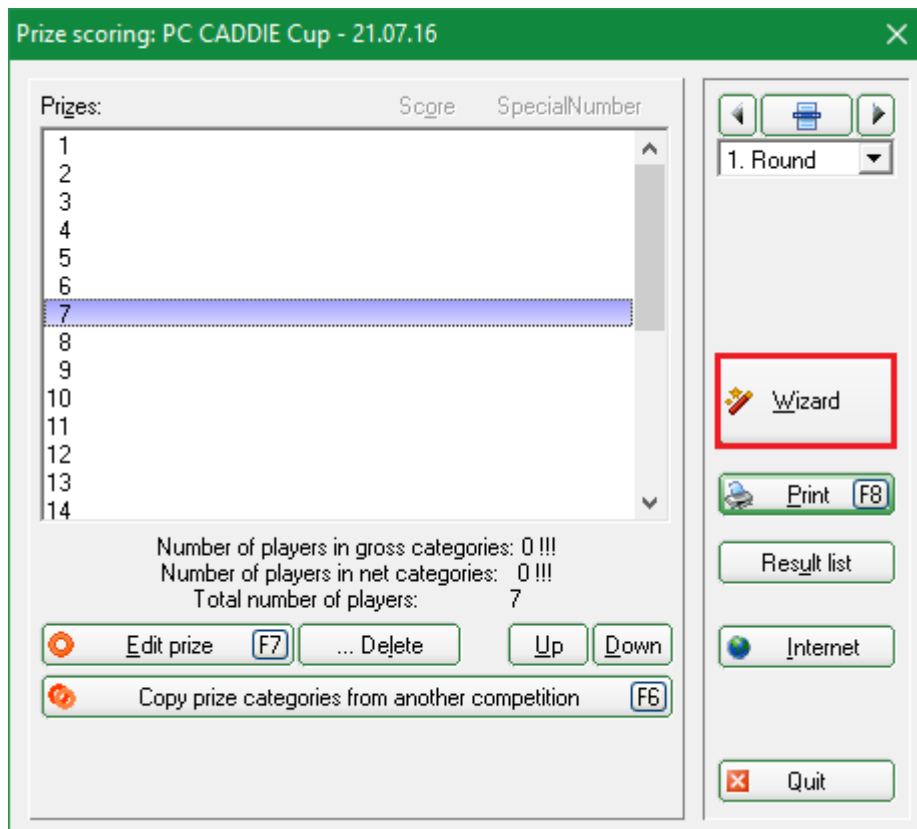 Prize scoring: PC CADDIE Cup - 21.07.16
Prizes: Score SpecialNumber
1
2
3
4
5
6
7
8
9
10
11
12
13
14
Number of players in gross categories: 0 !!!
Number of players in net categories: 0 !!!
Total number of players: 7
Edit prize F7 ... Delete Up Down
Copy prize categories from another competition F6
1. Round
Wizard
Print F8
Result list
Internet
Quit